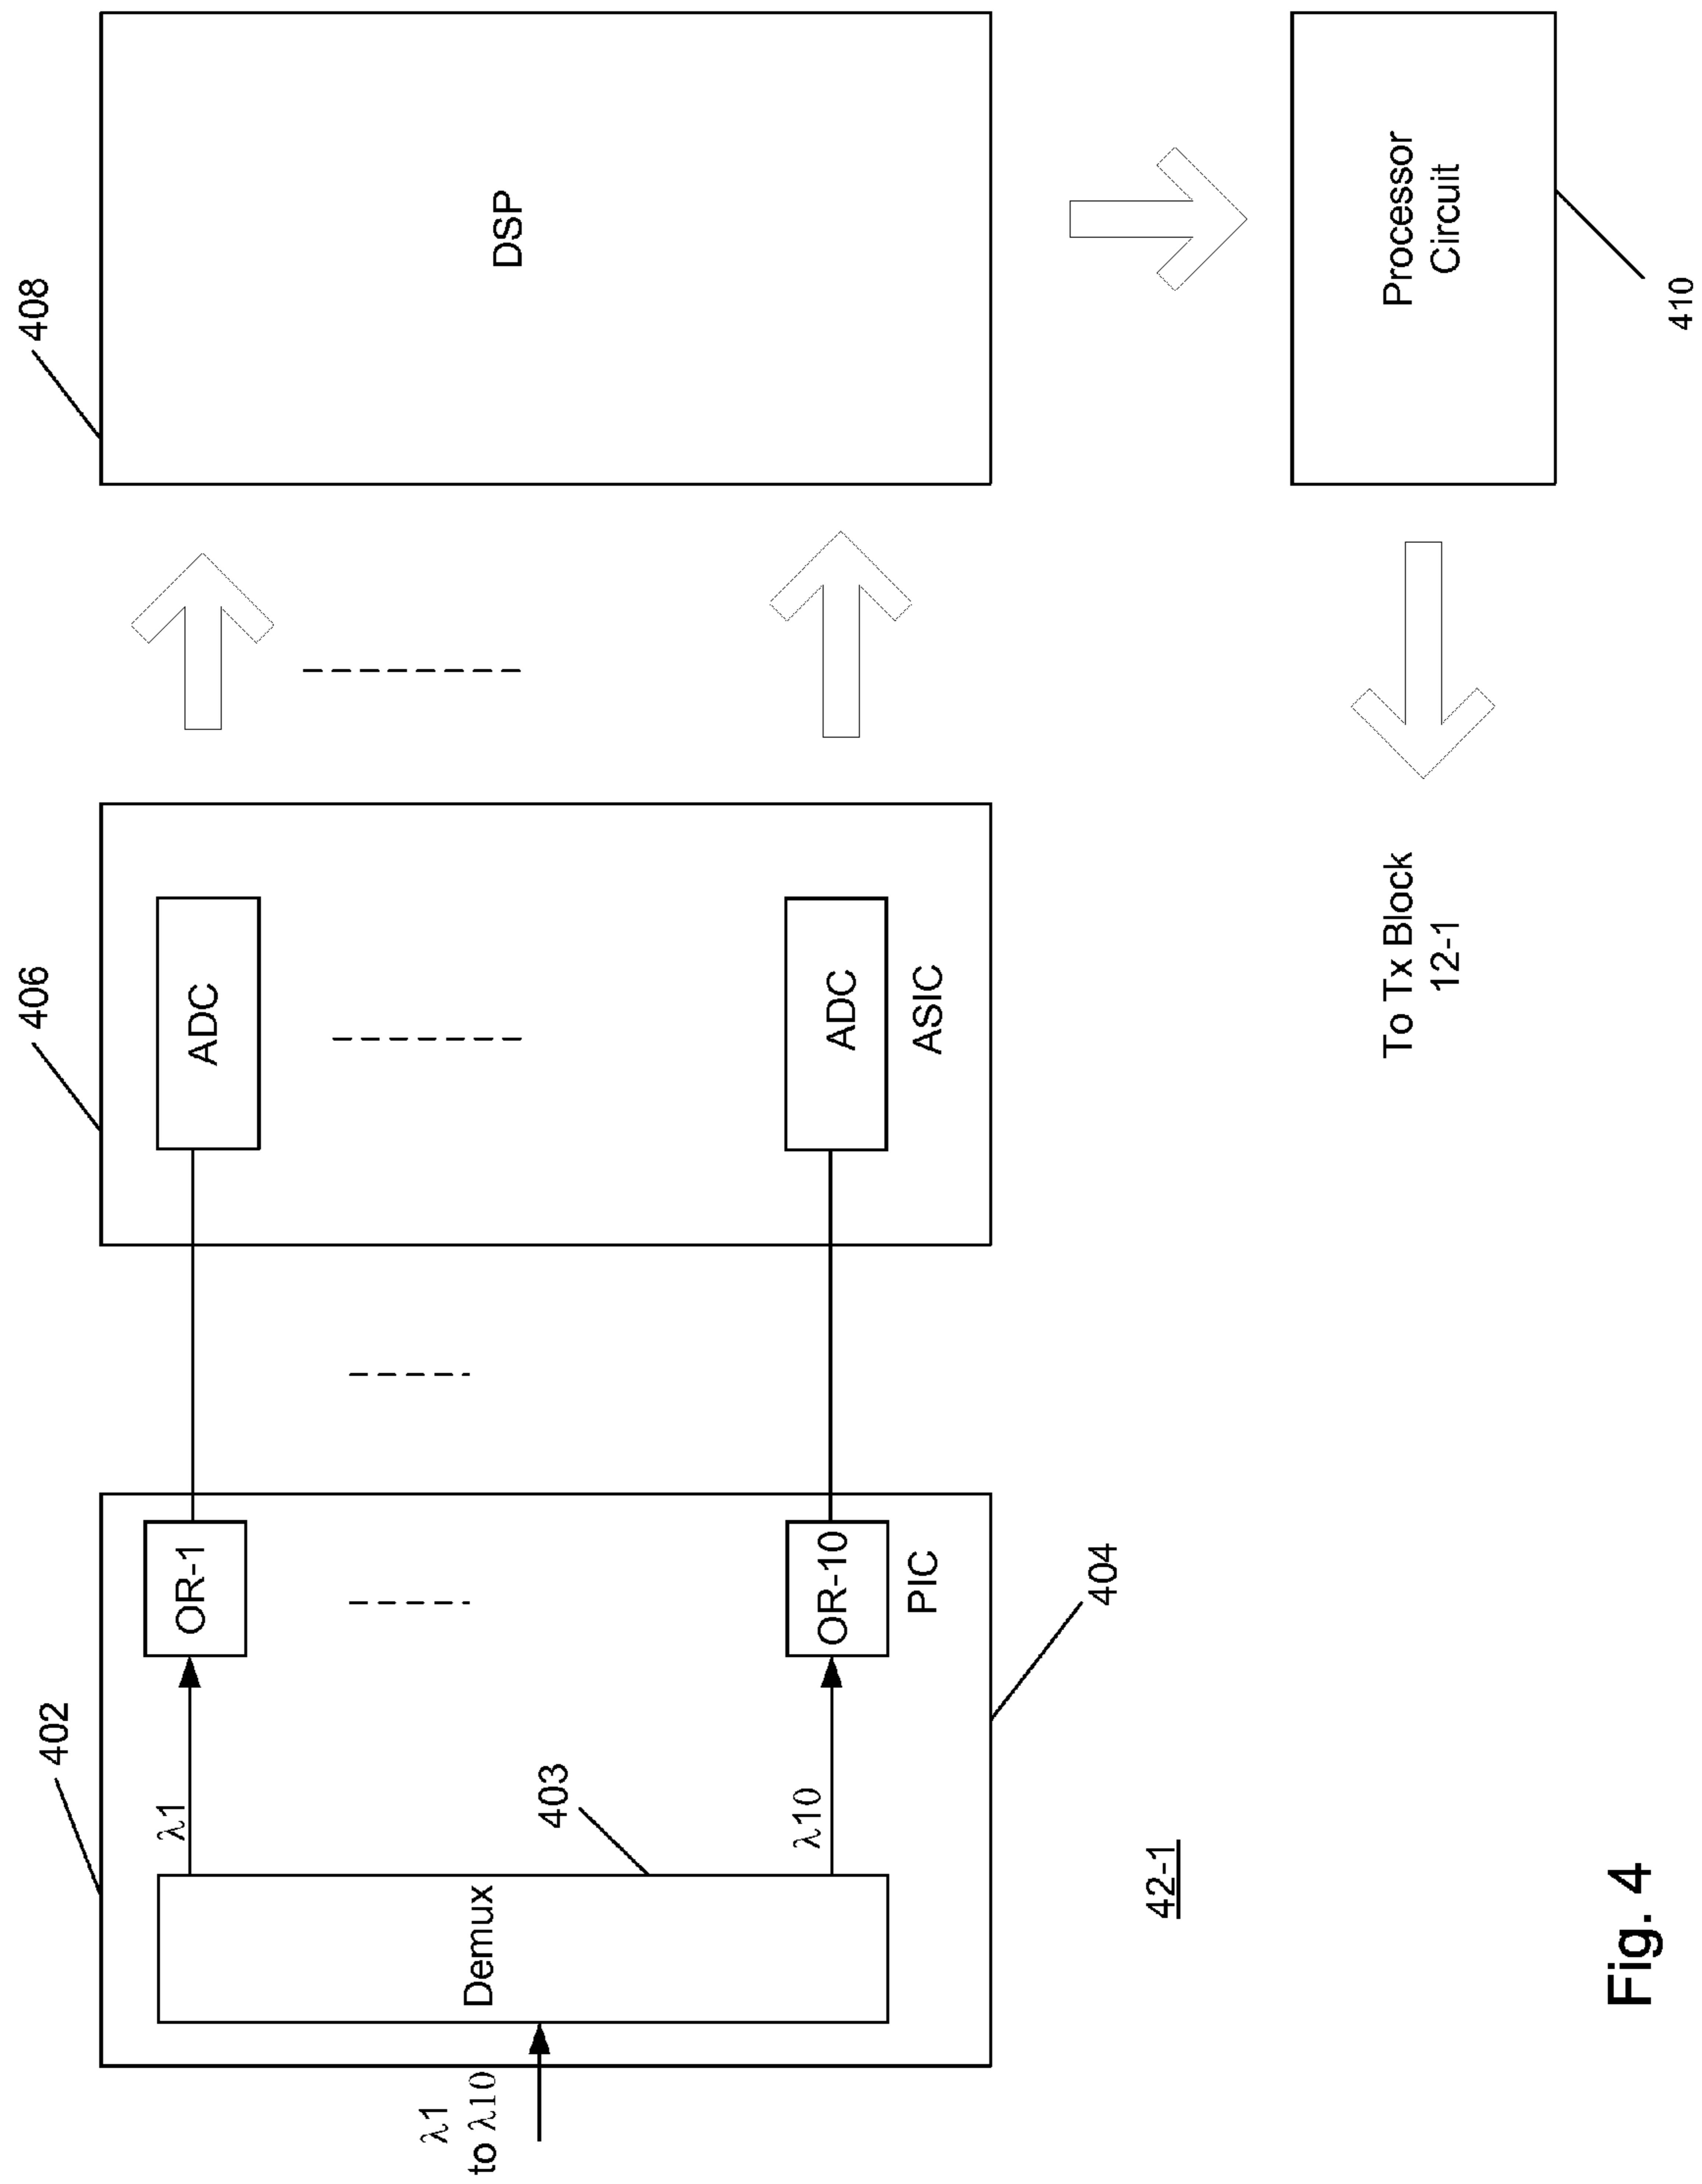 402
λ1
to λ10
Demux
403
λ1
λ10
OR-1
OR-10
PIC
404
406
ADC
ADC
ASIC
408
DSP
Processor
Circuit
410
To Tx Block
12-1
42-1
Fig. 4